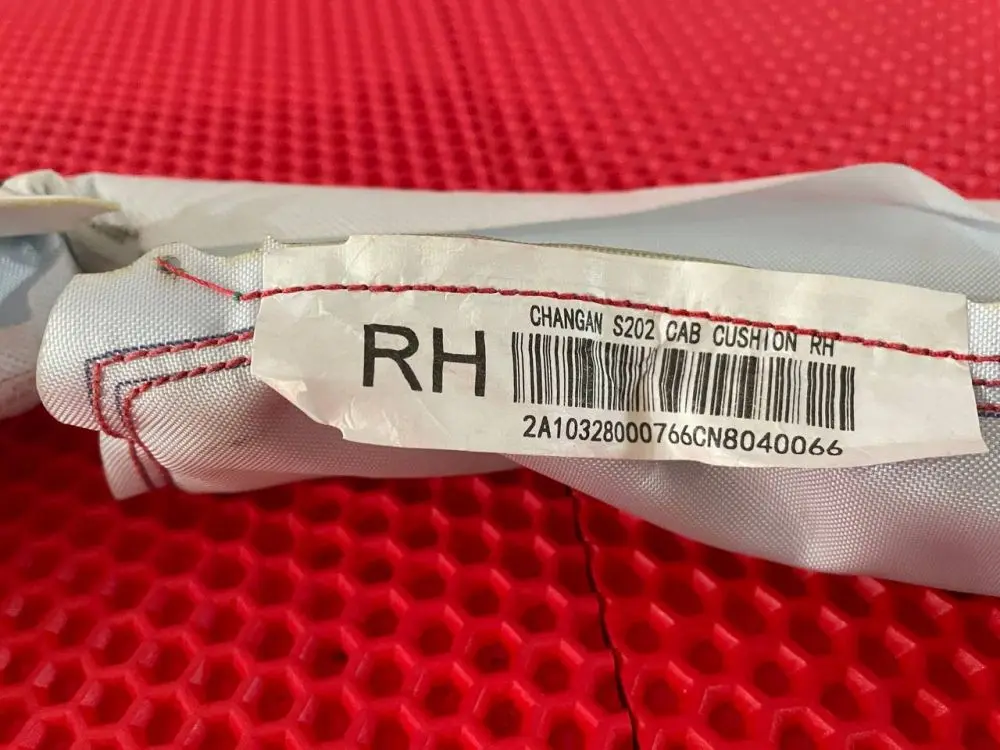 CHANGAN S202 CAB CUSHION RH
RH
2A10328000766CN8040066